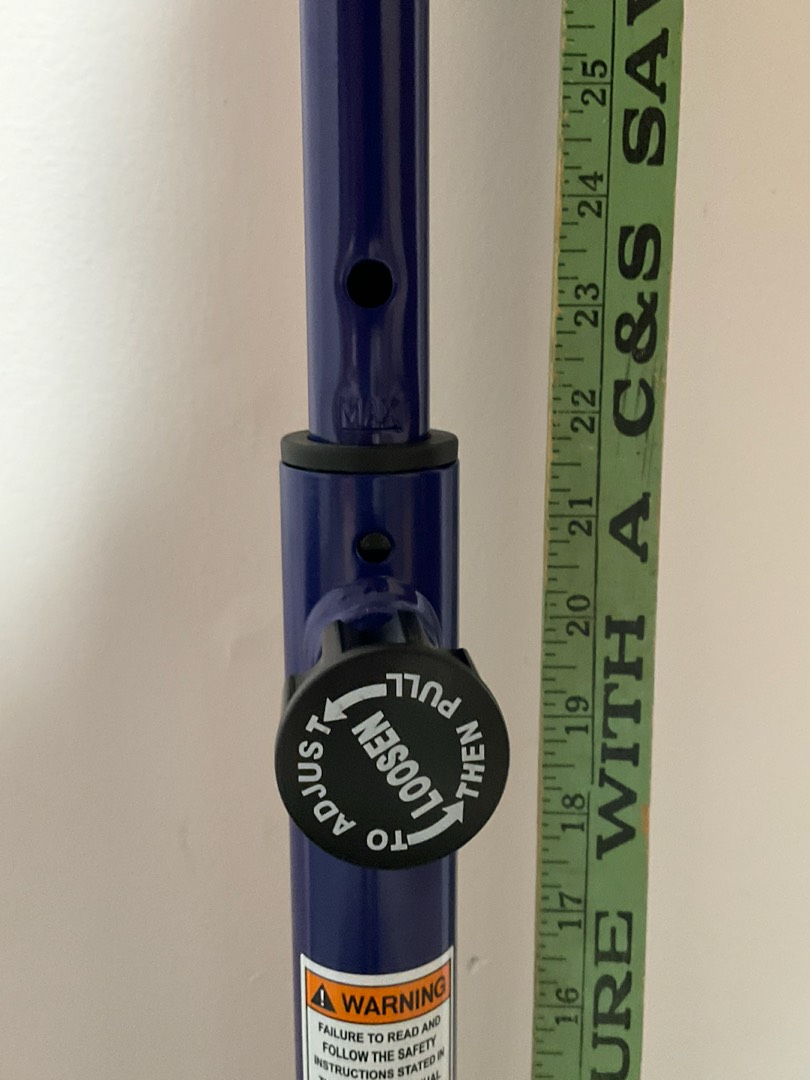 MAX
TO ADJUST
LOOSEN
THEN PULL
WARNING
FAILURE TO READ AND
FOLLOW THE SAFETY
INSTRUCTIONS STATED IN
25
24
23
22
21
20
19
18
17
16
URE WITH A C&S SAV